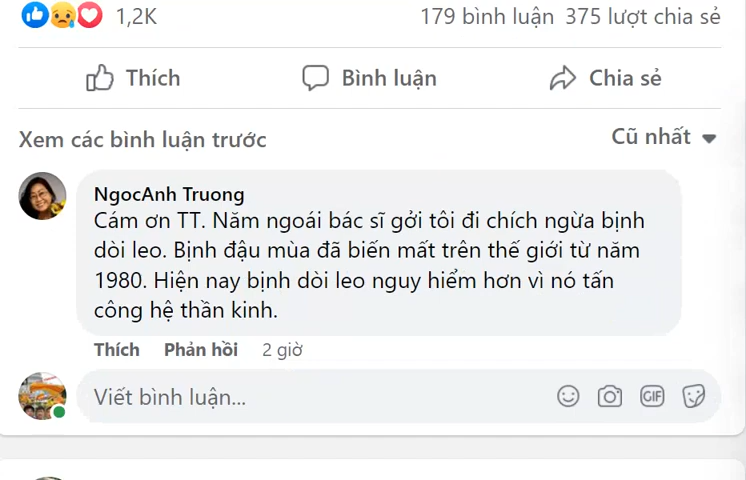 1,2K
179 bình luận 375 lượt chia sẻ
Thích
Bình luận
Chia sẻ
Xem các bình luận trước
Cũ nhất
NgocAnh Truong
Cám ơn TT. Năm ngoái bác sĩ gởi tôi đi chích ngừa bịnh
dòi leo. Bịnh đậu mùa đã biến mất trên thế giới từ năm
1980. Hiện nay bịnh dòi leo nguy hiểm hơn vì nó tấn
công hệ thần kinh.
Thích Phản hồi 2 giờ
Viết bình luận...
GIF